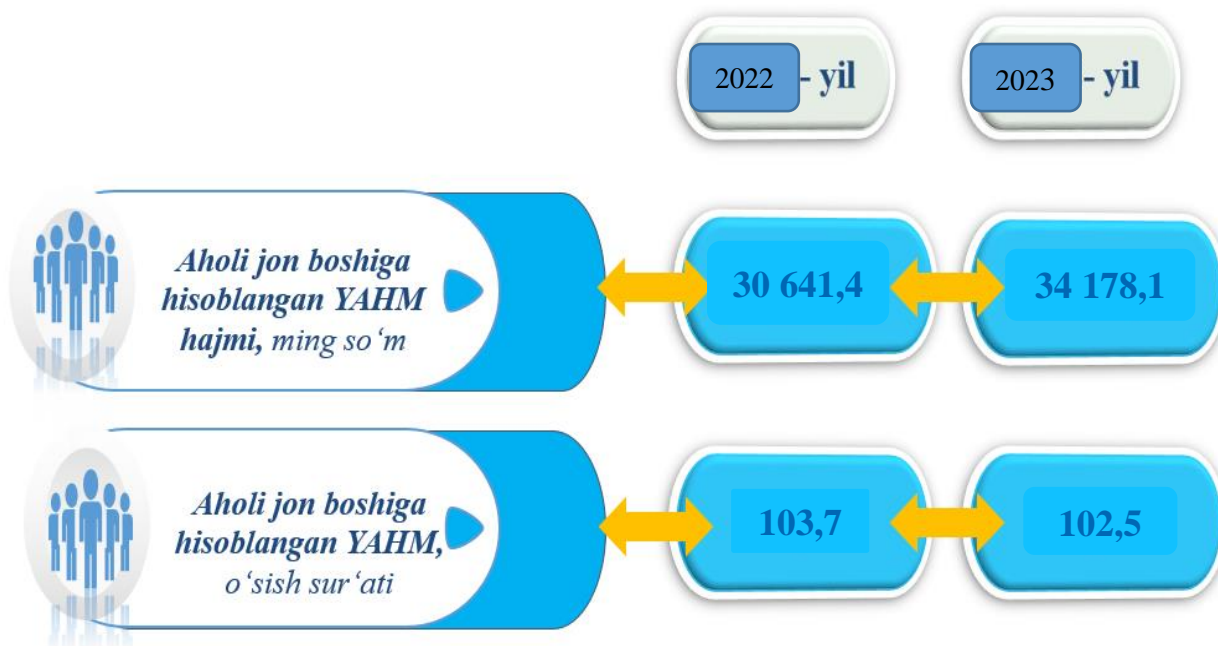 2022 - yil
2023 - yil
Aholi jon boshiga
hisoblangan YAHM
hajmi, ming so‘m
30 641,4
34 178,1
Aholi jon boshiga
hisoblangan YAHM,
o‘sish sur‘ati
103,7
102,5